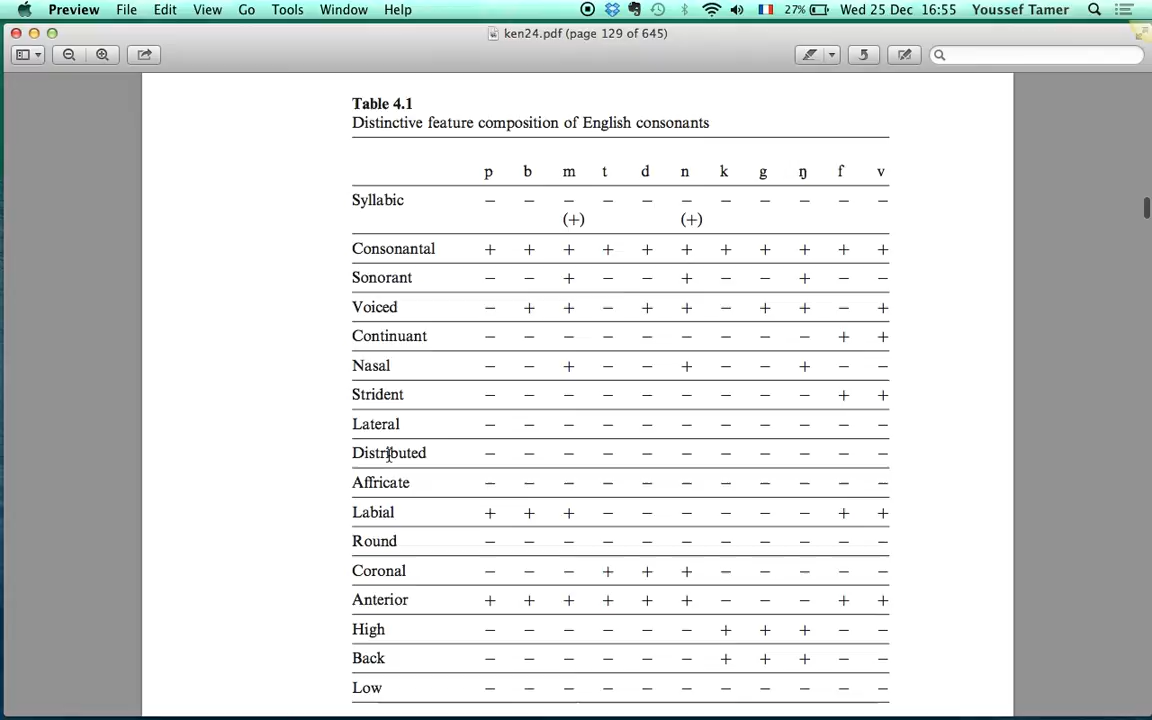 Preview File Edit View Go Tools Window Help 27% Wed 25 Dec 16:55 Youssef Tamer
ken24.pdf (page 129 of 645)
Table 4.1
Distinctive feature composition of English consonants
p b m t d n k g ŋ f v
Syllabic – – – – – – – – – – –
(+) (+)
Consonantal + + + + + + + + + + +
Sonorant – – + – – + – – + – –
Voiced – + + – + + – + + – +
Continuant – – – – – – – – – + +
Nasal – – + – – + – – + – –
Strident – – – – – – – – – + +
Lateral – – – – – – – – – – –
Distributed – – – – – – – – – – –
Affricate – – – – – – – – – – –
Labial + + + – – – – – – + +
Round – – – – – – – – – – –
Coronal – – – + + + – – – – –
Anterior + + + + + + – – – + +
High – – – – – – + + + – –
Back – – – – – – + + + – –
Low – – – – – – – – – – –